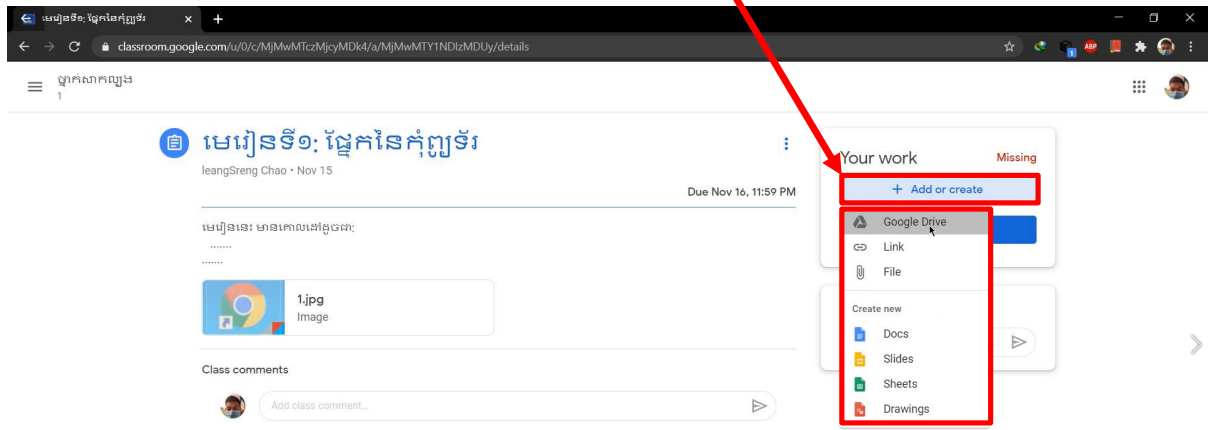 មេរៀនទី១: ផ្នែកនៃកុំព្យូទ័រ
classroom.google.com/u/0/c/MjMwMTczMjcyMDk4/a/MjMwMTY1NDIzMDUy/details
ABP
1
ថ្នាក់សាកល្បង
1
មេរៀនទី១: ផ្នែកនៃកុំព្យូទ័រ
leangSreng Chao • Nov 15
Due Nov 16, 11:59 PM
មេរៀននេះ មានគោលដៅដូចជា:
.......
.......
1.jpg
Image
Class comments
Add class comment...
Your work
Missing
+ Add or create
Google Drive
Link
File
Create new
Docs
Slides
Sheets
Drawings